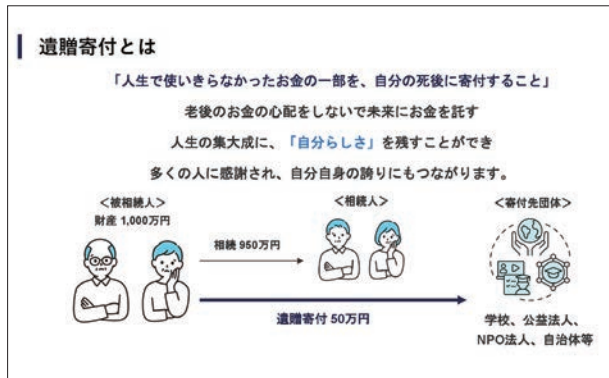 遺贈寄付とは
「人生で使いきらなかったお金の一部を、自分の死後に寄付すること」
老後のお金の心配をしないで未来にお金を託す
人生の集大成に、「自分らしさ」を残すことができ
多くの人に感謝され、自分自身の誇りにもつながります。
＜被相続人＞
財産 1,000万円
相続 950万円
＜相続人＞
＜寄付先団体＞
遺贈寄付 50万円
学校、公益法人、
NPO法人、自治体等